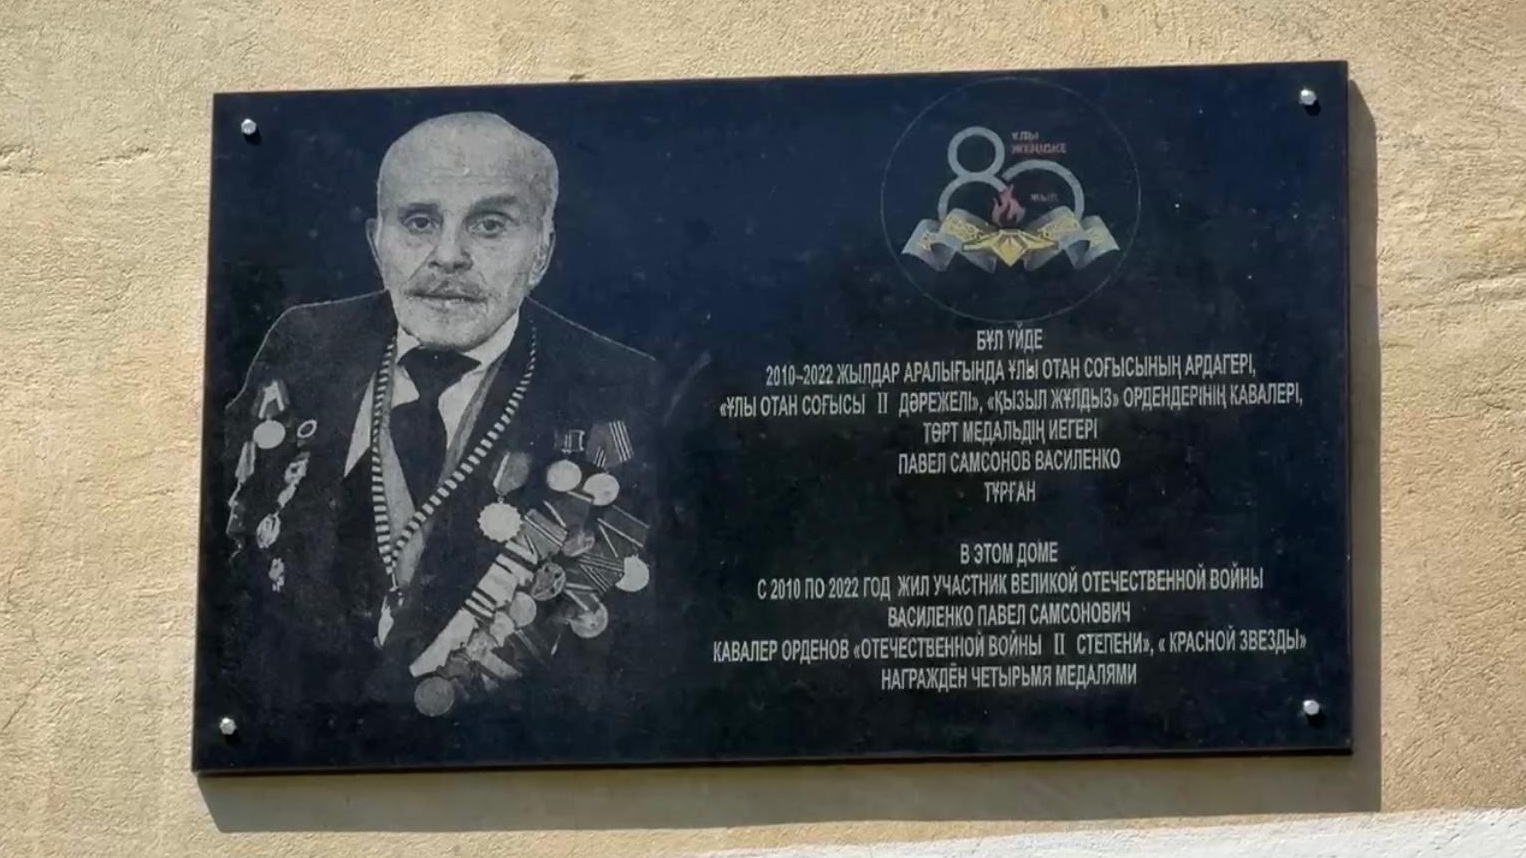 ҰЛЫ
ЖЕҢІСКЕ
80
ЖЫЛ
БҰЛ ҮЙДЕ
2010-2022 ЖЫЛДАР АРАЛЫҒЫНДА ҰЛЫ ОТАН СОҒЫСЫНЫҢ АРДАГЕРІ,
«ҰЛЫ ОТАН СОҒЫСЫ II ДӘРЕЖЕЛІ», «ҚЫЗЫЛ ЖҰЛДЫЗ» ОРДЕНДЕРІНІҢ КАВАЛЕРІ,
ТӨРТ МЕДАЛЬДІҢ ИЕГЕРІ
ПАВЕЛ САМСОНОВ ВАСИЛЕНКО
ТҰРҒАН
В ЭТОМ ДОМЕ
С 2010 ПО 2022 ГОД ЖИЛ УЧАСТНИК ВЕЛИКОЙ ОТЕЧЕСТВЕННОЙ ВОЙНЫ
ВАСИЛЕНКО ПАВЕЛ САМСОНОВИЧ
КАВАЛЕР ОРДЕНОВ «ОТЕЧЕСТВЕННОЙ ВОЙНЫ II СТЕПЕНИ», « КРАСНОЙ ЗВЕЗДЫ»
НАГРАЖДЁН ЧЕТЫРЬМЯ МЕДАЛЯМИ